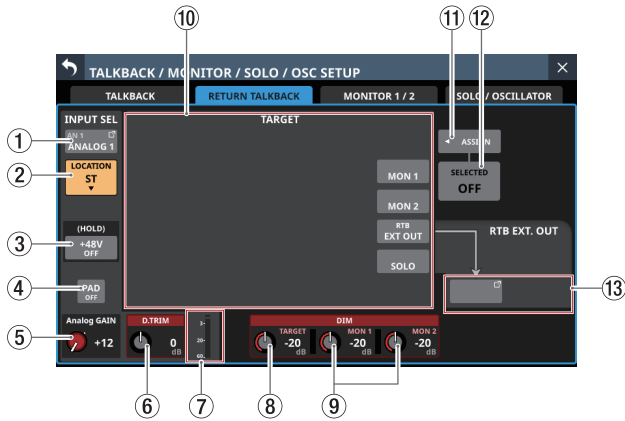 ⑩ ⑪ ⑫
TALKBACK / MONITOR / SOLO / OSC SETUP
TALKBACK RETURN TALKBACK MONITOR 1 / 2 SOLO / OSCILLATOR
INPUT SEL TARGET
① AN 1
ANALOG 1
ASSIGN
② LOCATION
ST
SELECTED
OFF
MON 1
MON 2
(HOLD)
③ +48V
OFF
RTB
EXT OUT
RTB EXT. OUT
SOLO
④ PAD
OFF
⑬
Analog GAIN D.TRIM DIM
⑤ +12
0
dB
3
20
60
TARGET
-20
dB
MON 1
-20
dB
MON 2
-20
dB
⑥ ⑦ ⑧ ⑨